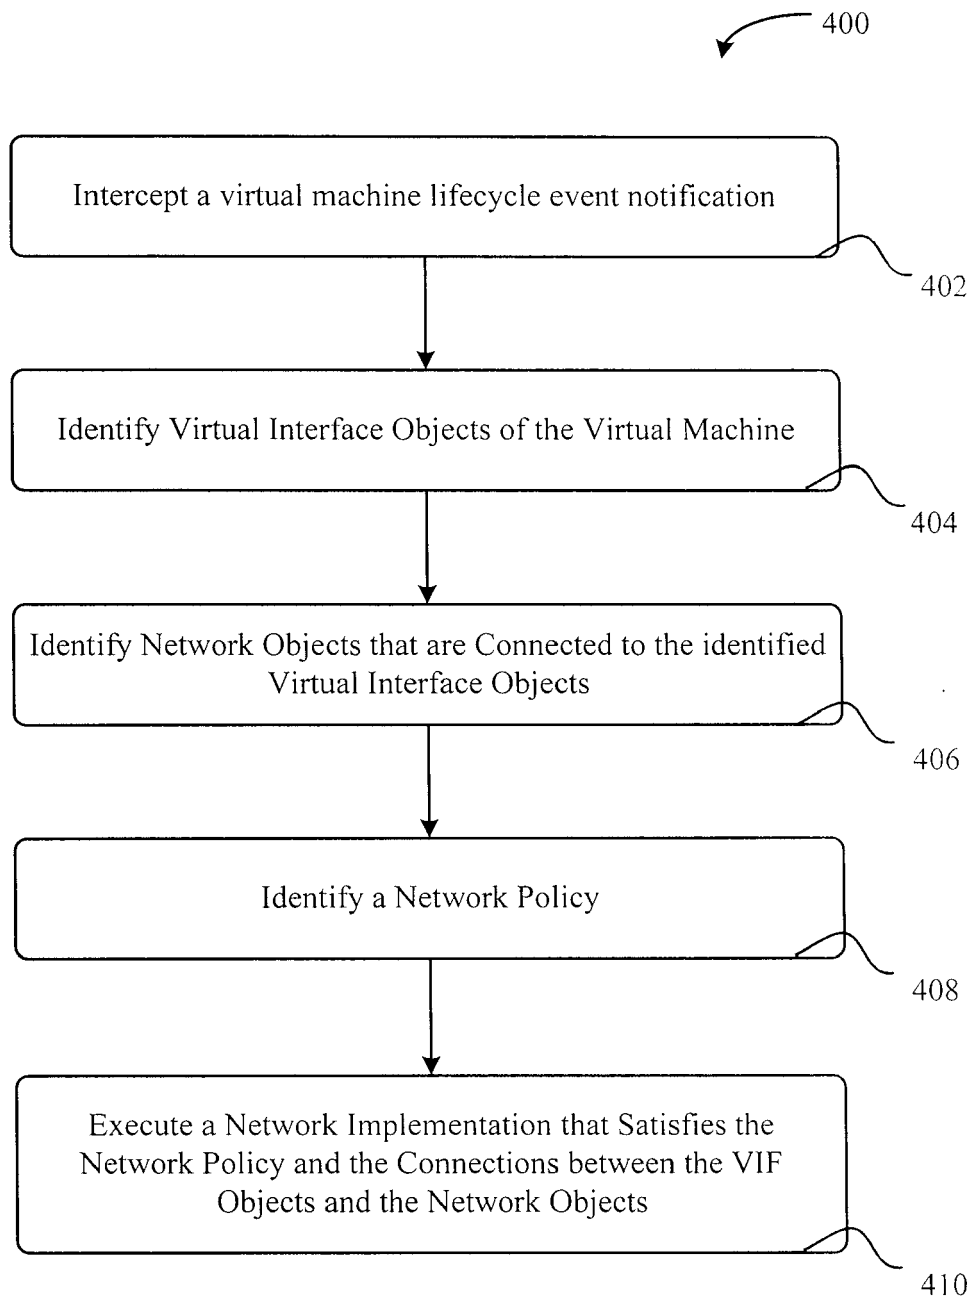 400
Intercept a virtual machine lifecycle event notification
402
Identify Virtual Interface Objects of the Virtual Machine
404
Identify Network Objects that are Connected to the identified
Virtual Interface Objects
406
Identify a Network Policy
408
Execute a Network Implementation that Satisfies the
Network Policy and the Connections between the VIF
Objects and the Network Objects
410